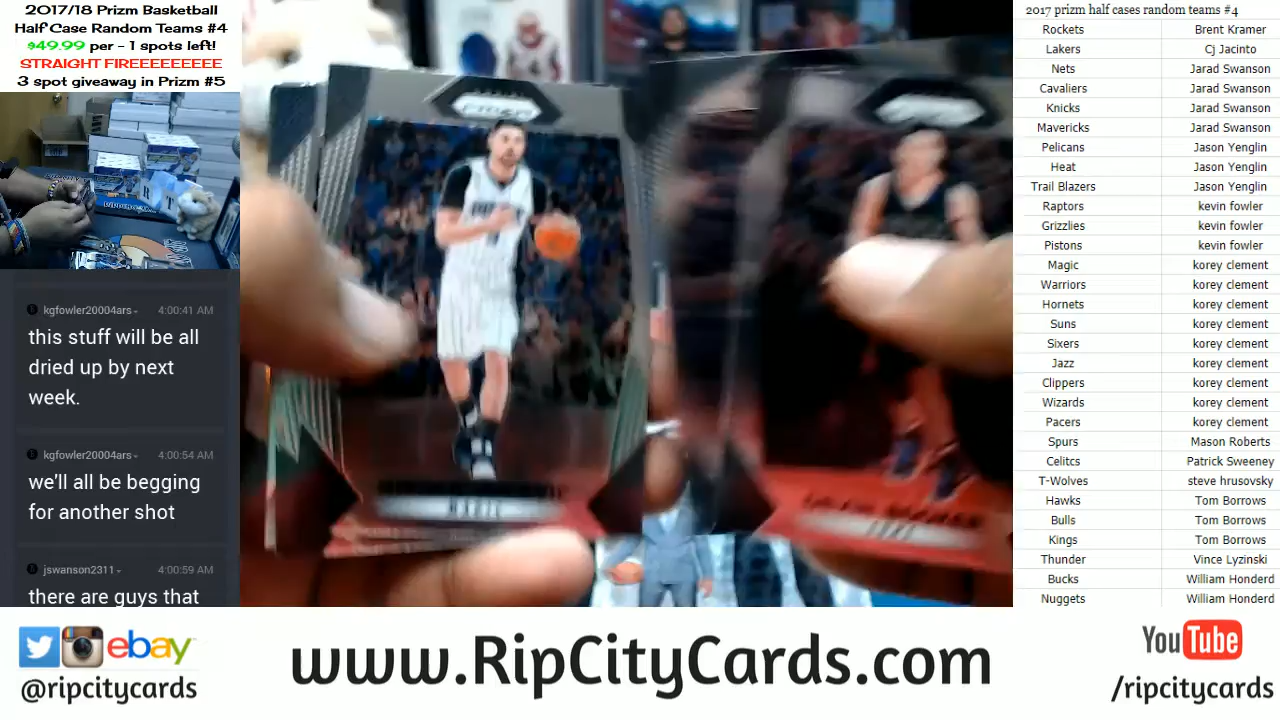 2017/18 Prizm Basketball
Half Case Random Teams #4
$49.99 per - 1 spots left!
STRAIGHT FIREEEEEEEEE
3 spot giveaway in Prizm #5
kgfowler20004ars 4:00:41 AM
this stuff will be all
dried up by next
week.
kgfowler20004ars 4:00:54 AM
we'll all be begging
for another shot
jswanson2311 4:00:59 AM
there are guys that
PRIZM
MAGIC
2017 prizm half cases random teams #4
Rockets Brent Kramer
Lakers Cj Jacinto
Nets Jarad Swanson
Cavaliers Jarad Swanson
Knicks Jarad Swanson
Mavericks Jarad Swanson
Pelicans Jason Yenglin
Heat Jason Yenglin
Trail Blazers Jason Yenglin
Raptors kevin fowler
Grizzlies kevin fowler
Pistons kevin fowler
Magic korey clement
Warriors korey clement
Hornets korey clement
Suns korey clement
Sixers korey clement
Jazz korey clement
Clippers korey clement
Wizards korey clement
Pacers korey clement
Spurs Mason Roberts
Celitcs Patrick Sweeney
T-Wolves steve hrusovsky
Hawks Tom Borrows
Bulls Tom Borrows
Kings Tom Borrows
Thunder Vince Lyzinski
Bucks William Honderd
Nuggets William Honderd
ebay
@ripcitycards
www.RipCityCards.com
YouTube
/ripcitycards